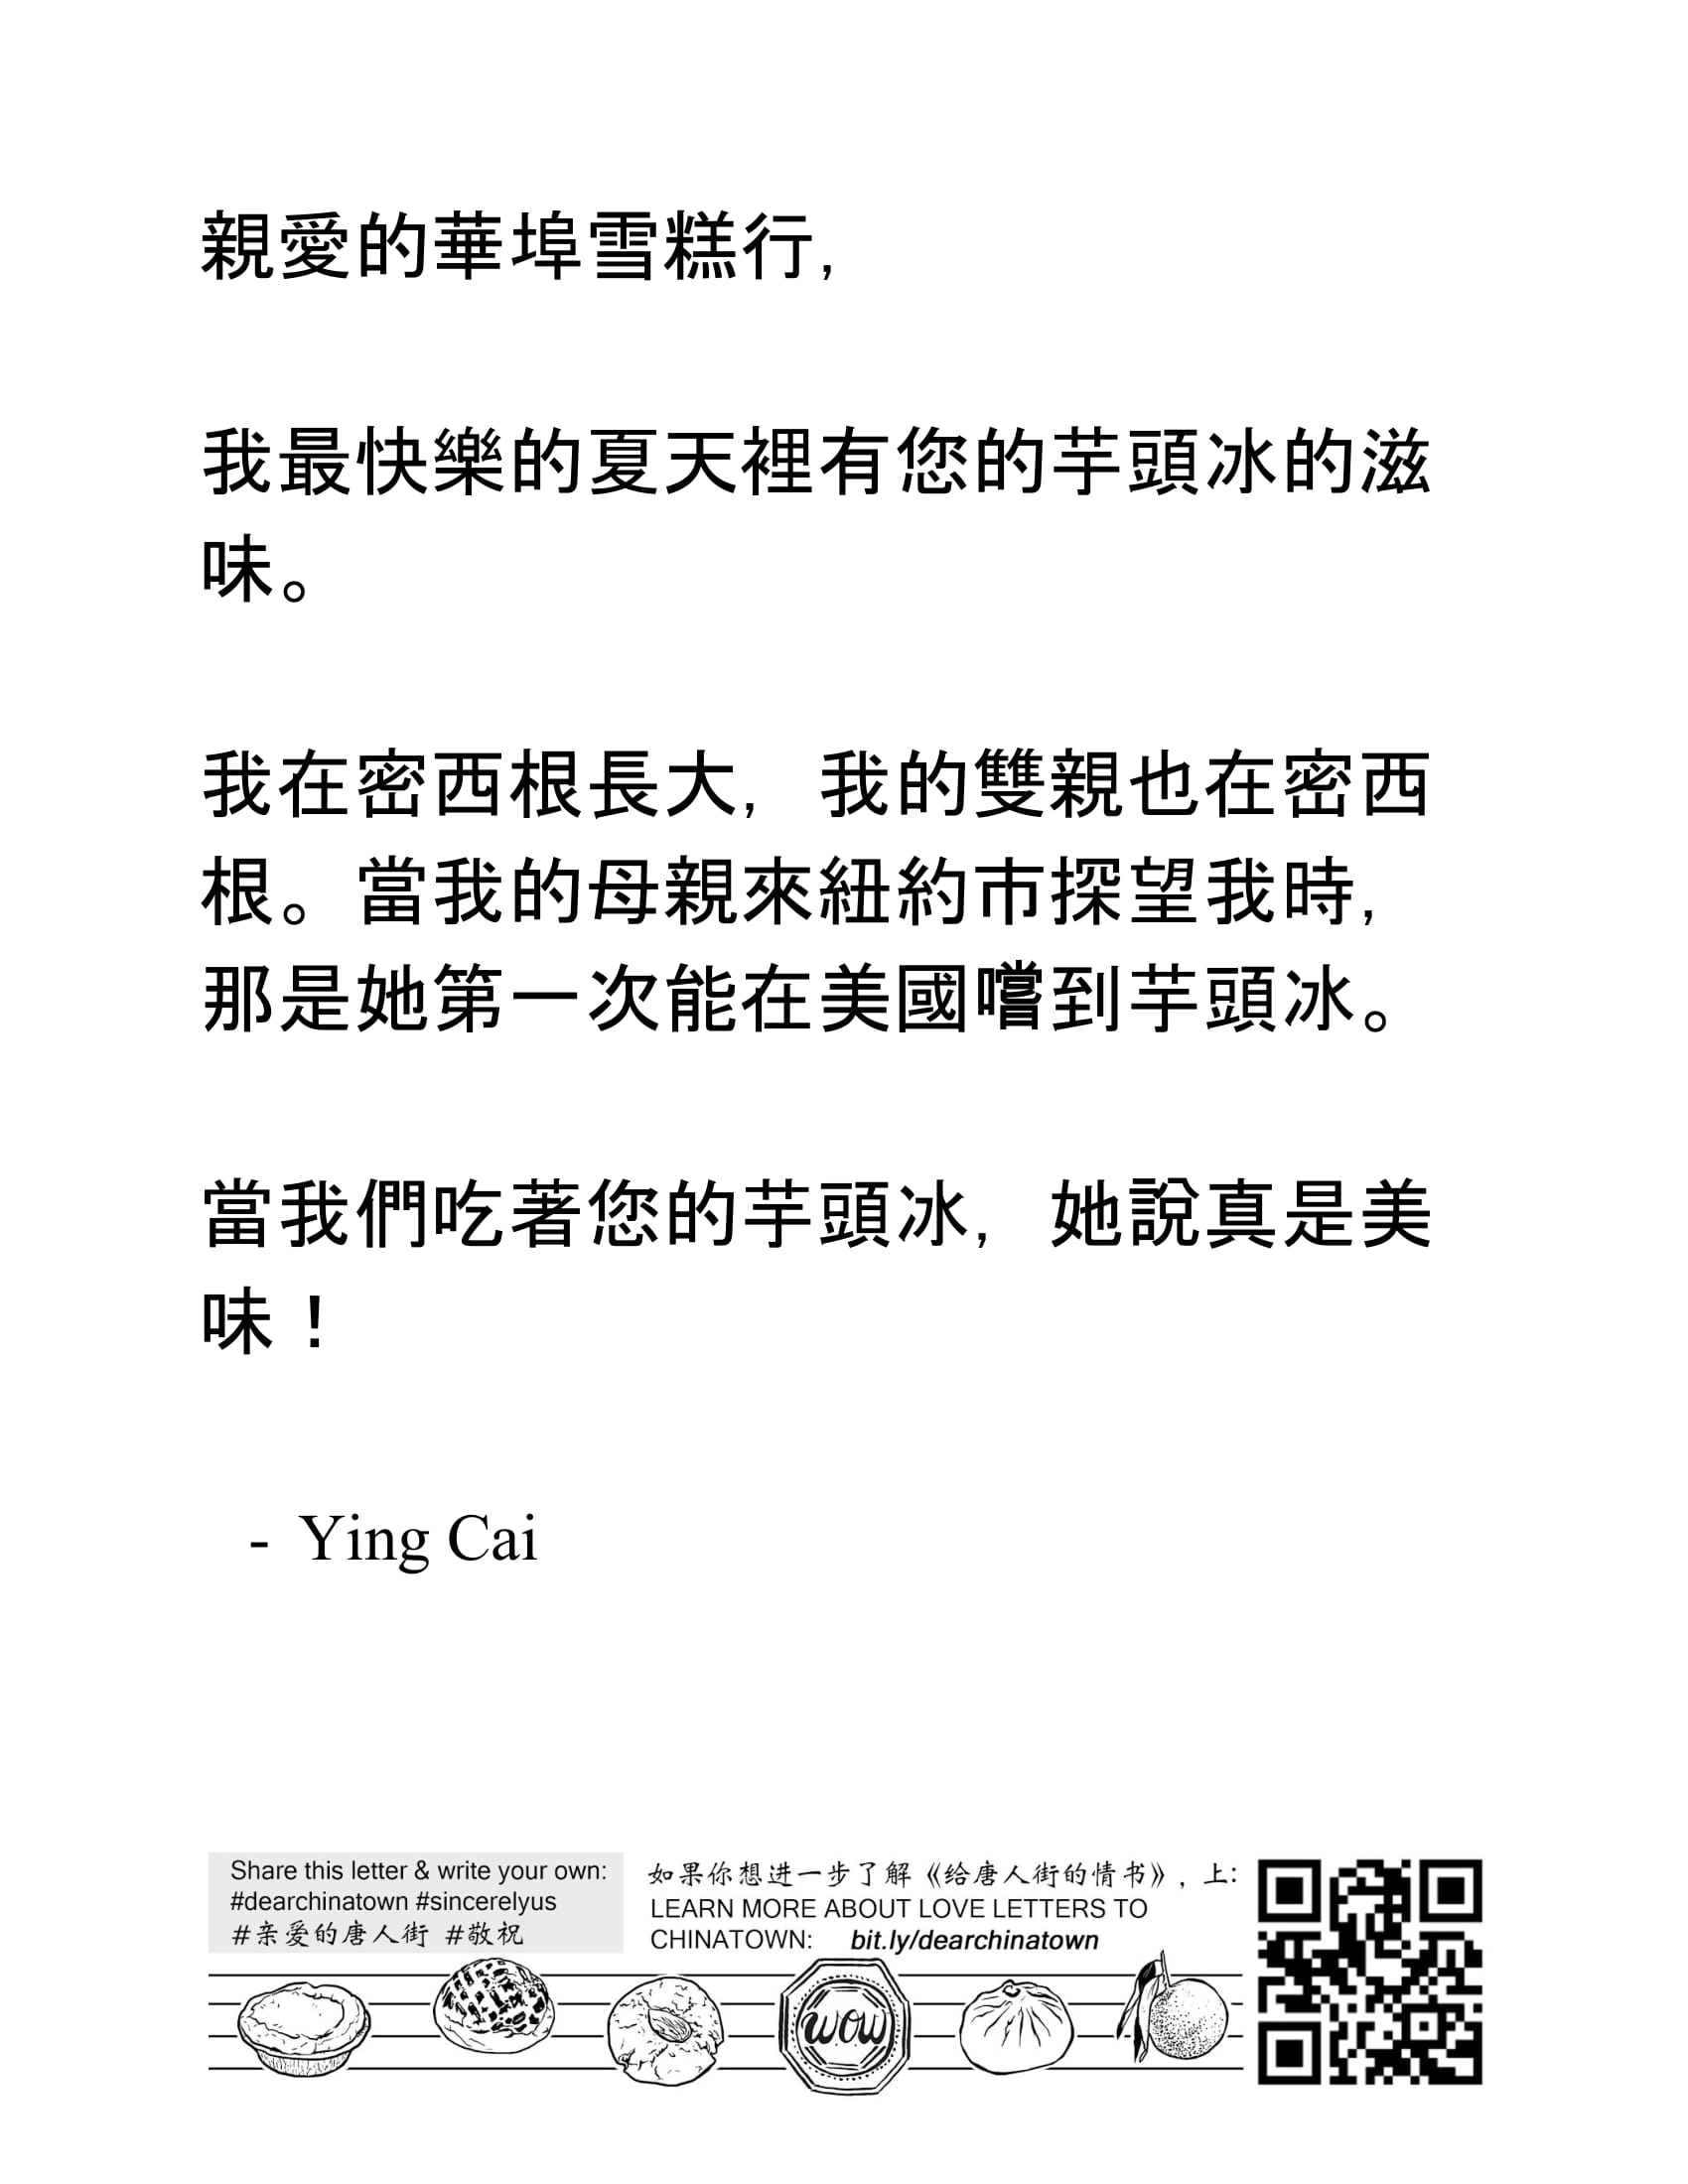 親愛的華埠雪糕行,
我最快樂的夏天裡有您的芋頭冰的滋
味。
我在密西根長大, 我的雙親也在密西
根。當我的母親來紐約市探望我時,
那是她第一次能在美國嚐到芋頭冰。
當我們吃著您的芋頭冰, 她說真是美
味！
- Ying Cai
Share this letter & write your own:
#dearchinatown #sincerelyus
#亲爱的唐人街 #敬祝
如果你想进一步了解《给唐人街的情书》, 上:
LEARN MORE ABOUT LOVE LETTERS TO
CHINATOWN: bit.ly/dearchinatown
wow